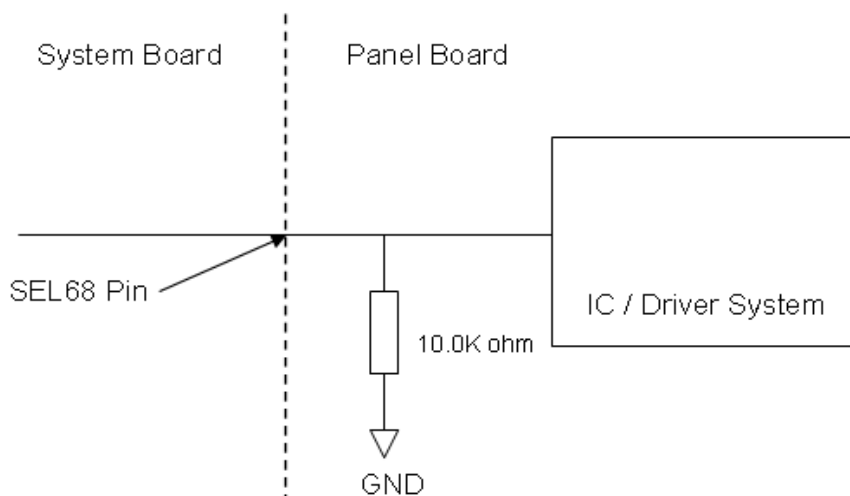 System Board
Panel Board
SEL68 Pin
IC / Driver System
10.0K ohm
GND